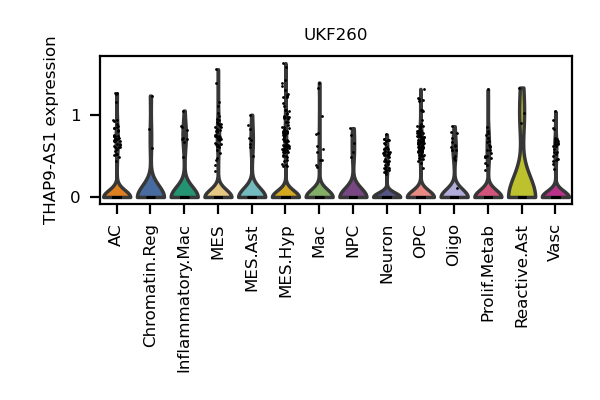 UKF260
THAP9-AS1 expression
1
0
AC
Chromatin.Reg
Inflammatory.Mac
MES
MES.Ast
MES.Hyp
Mac
NPC
Neuron
OPC
Oligo
Prolif.Metab
Reactive.Ast
Vasc